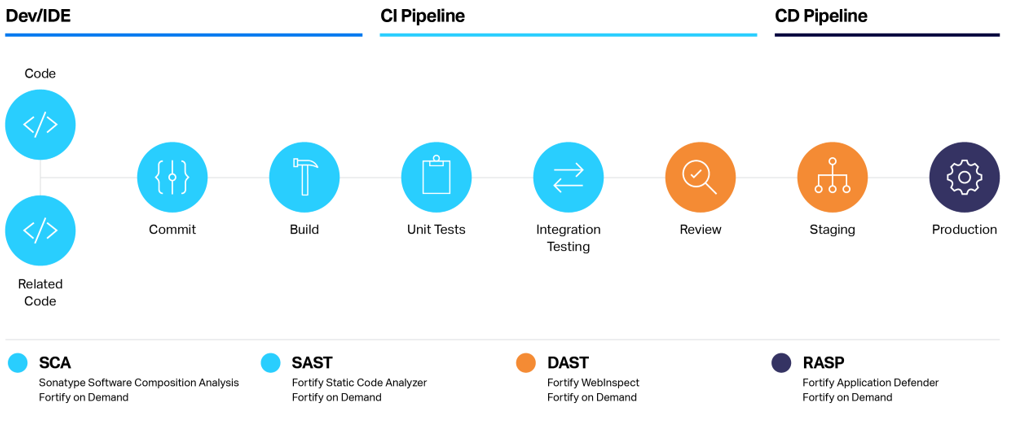 Dev/IDE
CI Pipeline
CD Pipeline
Code
Related
Code
Commit
Build
Unit Tests
Integration
Testing
Review
Staging
Production
SCA
Sonatype Software Composition Analysis
Fortify on Demand
SAST
Fortify Static Code Analyzer
Fortify on Demand
DAST
Fortify WebInspect
Fortify on Demand
RASP
Fortify Application Defender
Fortify on Demand